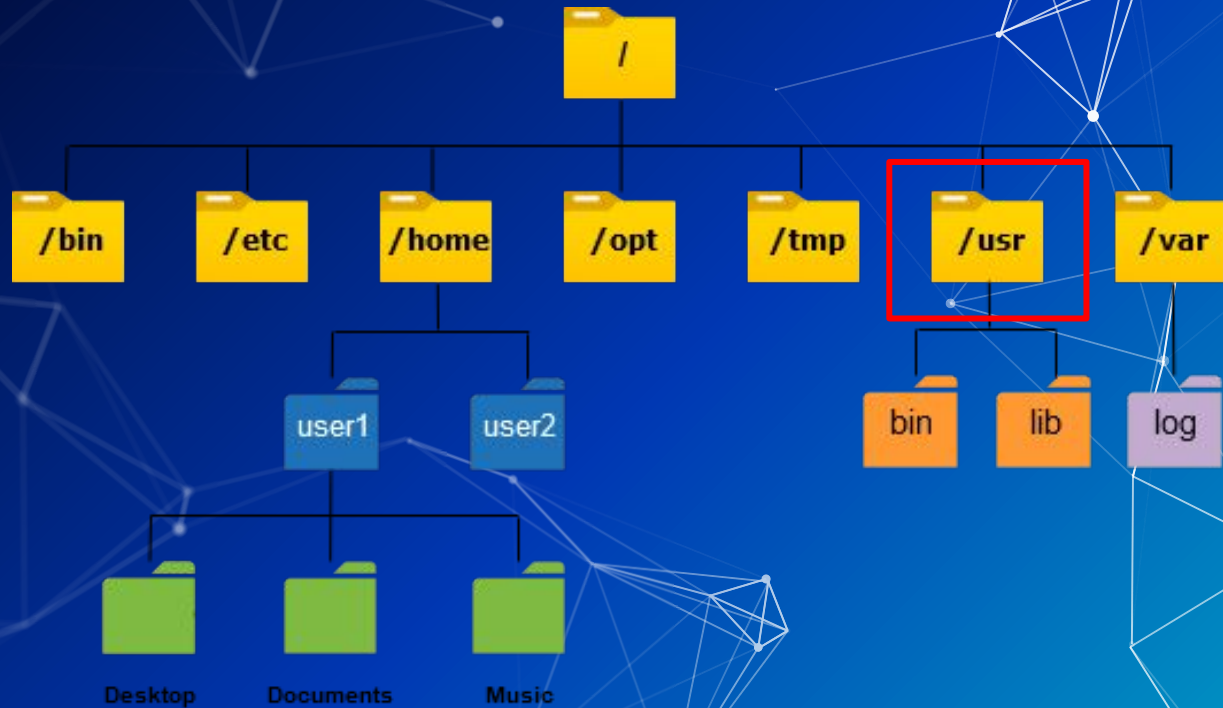 /
/bin
/etc
/home
/opt
/tmp
/usr
/var
user1
user2
bin
lib
log
Desktop
Documents
Music